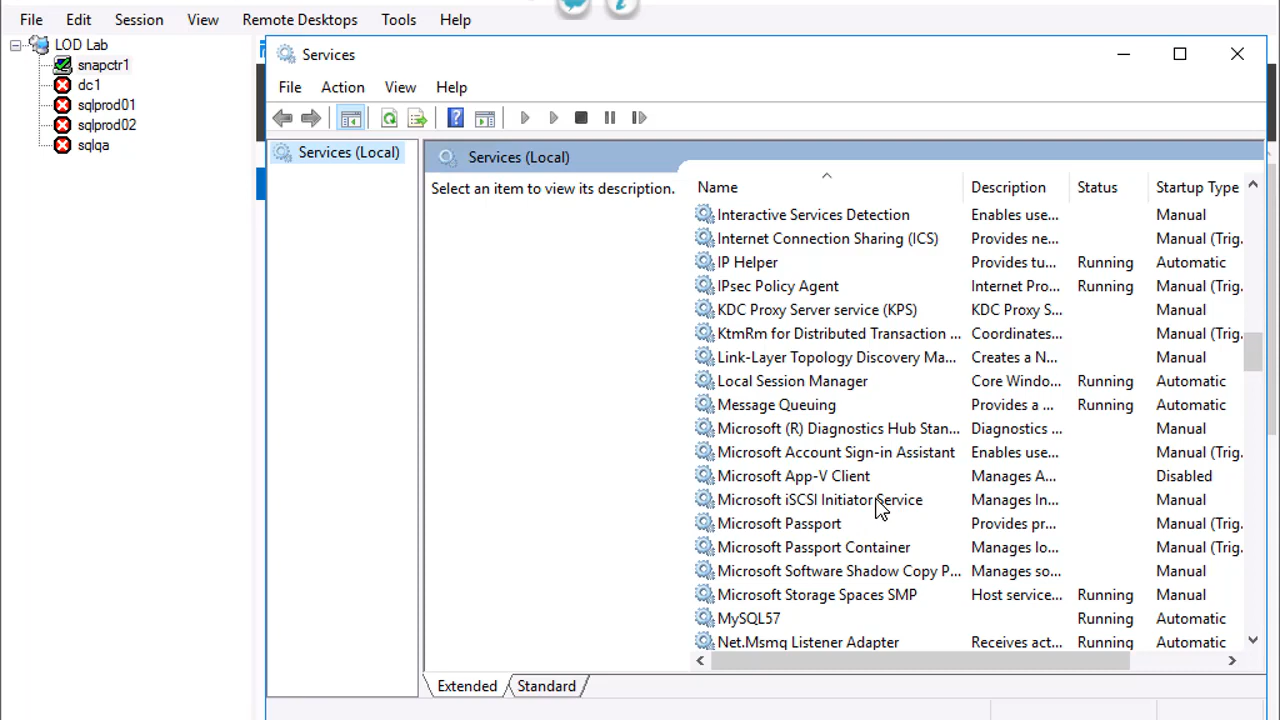 File Edit Session View Remote Desktops Tools Help
LOD Lab
snapctr1
dc1
sqlprod01
sqlprod02
sqlqa
Services
File Action View Help
Services (Local)
Services (Local)
Select an item to view its description.
Name Description Status Startup Type
Interactive Services Detection Enables use... Manual
Internet Connection Sharing (ICS) Provides ne... Manual (Trig.
IP Helper Provides tu... Running Automatic
IPsec Policy Agent Internet Pro... Running Manual (Trig.
KDC Proxy Server service (KPS) KDC Proxy S... Manual
KtmRm for Distributed Transaction ... Coordinates... Manual (Trig.
Link-Layer Topology Discovery Ma... Creates a N... Manual
Local Session Manager Core Windo... Running Automatic
Message Queuing Provides a ... Running Automatic
Microsoft (R) Diagnostics Hub Stan... Diagnostics ... Manual
Microsoft Account Sign-in Assistant Enables use... Manual (Trig.
Microsoft App-V Client Manages A... Disabled
Microsoft iSCSI Initiator Service Manages In... Manual
Microsoft Passport Provides pr... Manual (Trig.
Microsoft Passport Container Manages lo... Manual (Trig.
Microsoft Software Shadow Copy P... Manages so... Manual
Microsoft Storage Spaces SMP Host service... Running Manual
MySQL57 Running Automatic
Net.Msmq Listener Adapter Receives act... Running Automatic
Extended Standard